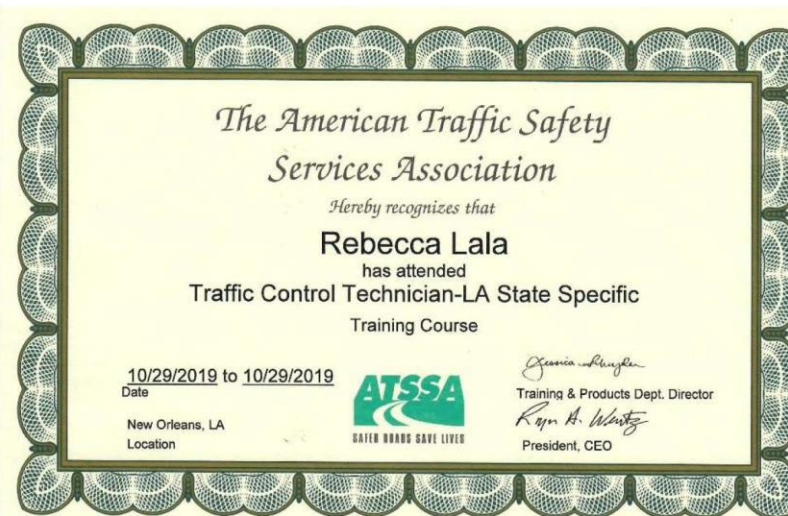 The American Traffic Safety
Services Association
Hereby recognizes that
Rebecca Lala
has attended
Traffic Control Technician-LA State Specific
Training Course
10/29/2019 to 10/29/2019
Date
New Orleans, LA
Location
ATSSA
SAFER ROADS SAVE LIVES
Training & Products Dept. Director
President, CEO